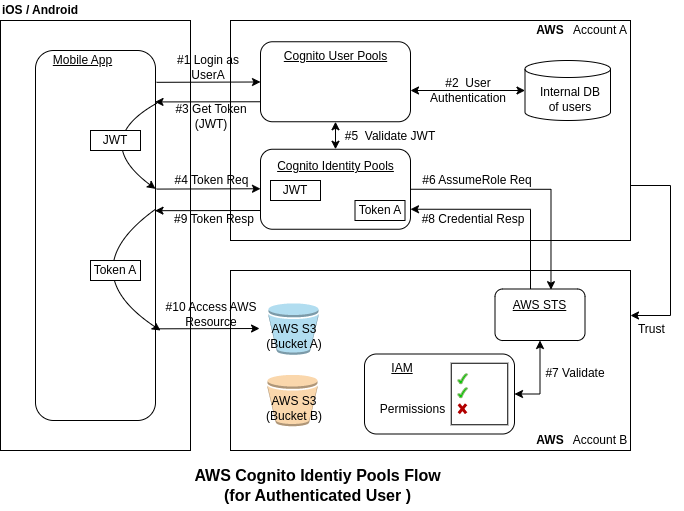 iOS / Android
AWS Account A
Mobile App
Cognito User Pools
#1 Login as
UserA
#2 User
Authentication
Internal DB
of users
#3 Get Token
(JWT)
JWT
#5 Validate JWT
Cognito Identity Pools
#4 Token Req
JWT
#6 AssumeRole Req
Token A
#9 Token Resp
#8 Credential Resp
Token A
#10 Access AWS
Resource
AWS S3
(Bucket A)
AWS STS
Trust
IAM
#7 Validate
Permissions
AWS S3
(Bucket B)
AWS Account B
AWS Cognito Identiy Pools Flow
(for Authenticated User )